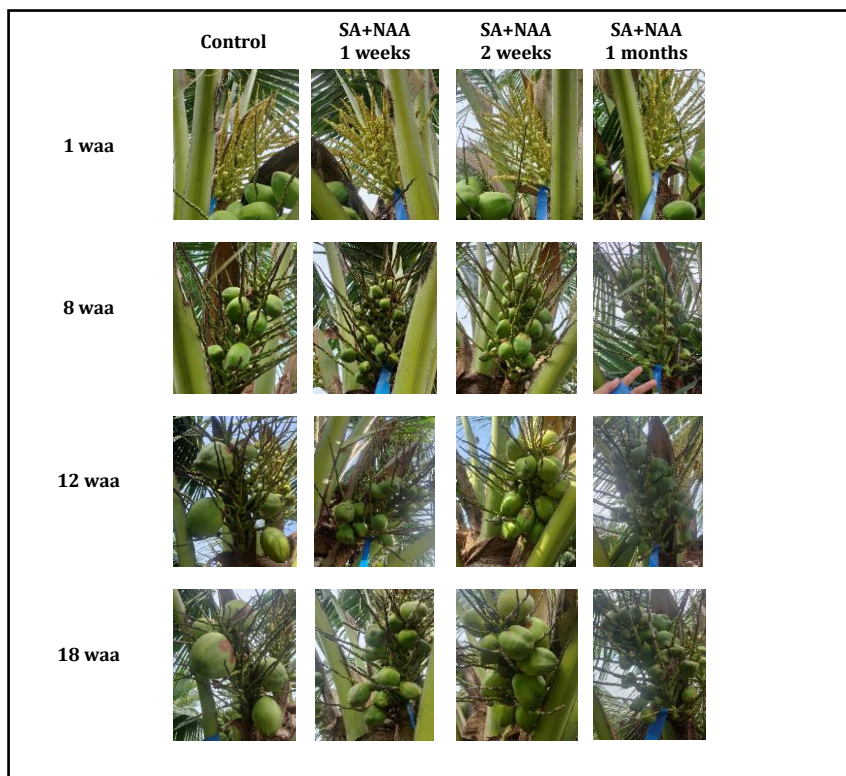 Control
SA+NAA
1 weeks
SA+NAA
2 weeks
SA+NAA
1 months
1 waa
8 waa
12 waa
18 waa